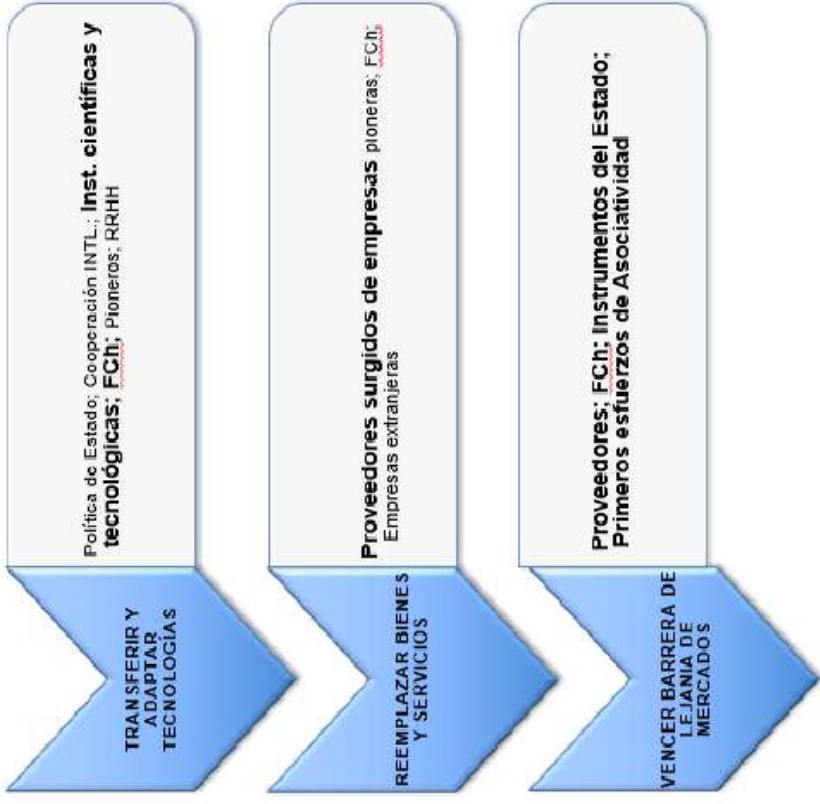 TRANSFERIR Y
ADAPTAR
TECNOLOGÍAS
Política de Estado; Cooperación INTL.; Inst. científicas y
tecnológicas; FCh; Pioneros; RRHH
REEMPLAZAR BIENES
Y SERVICIOS
Proveedores surgidos de empresas pioneras; FCh;
Empresas extranjeras
VENCER BARRERA DE
LEJANIA DE
MERCADOS
Proveedores; FCh; Instrumentos del Estado;
Primeros esfuerzos de Asociatividad